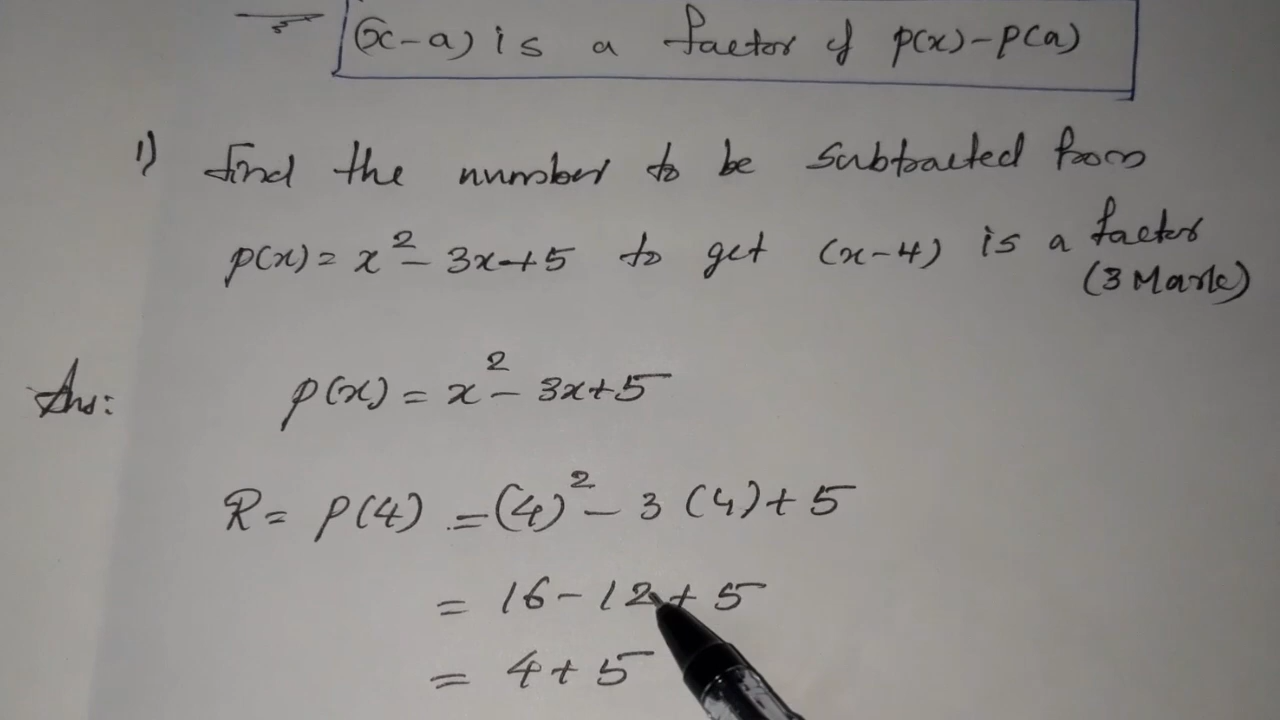 (x-a) is a factor of p(x)-p(a)
1) Find the number to be subtracted from
p(x) = x² - 3x+5 to get (x-4) is a factor
(3 Mark)
Ans: p(x) = x² - 3x+5
R = p(4) = (4)² - 3 (4)+5
= 16-12+5
= 4+5